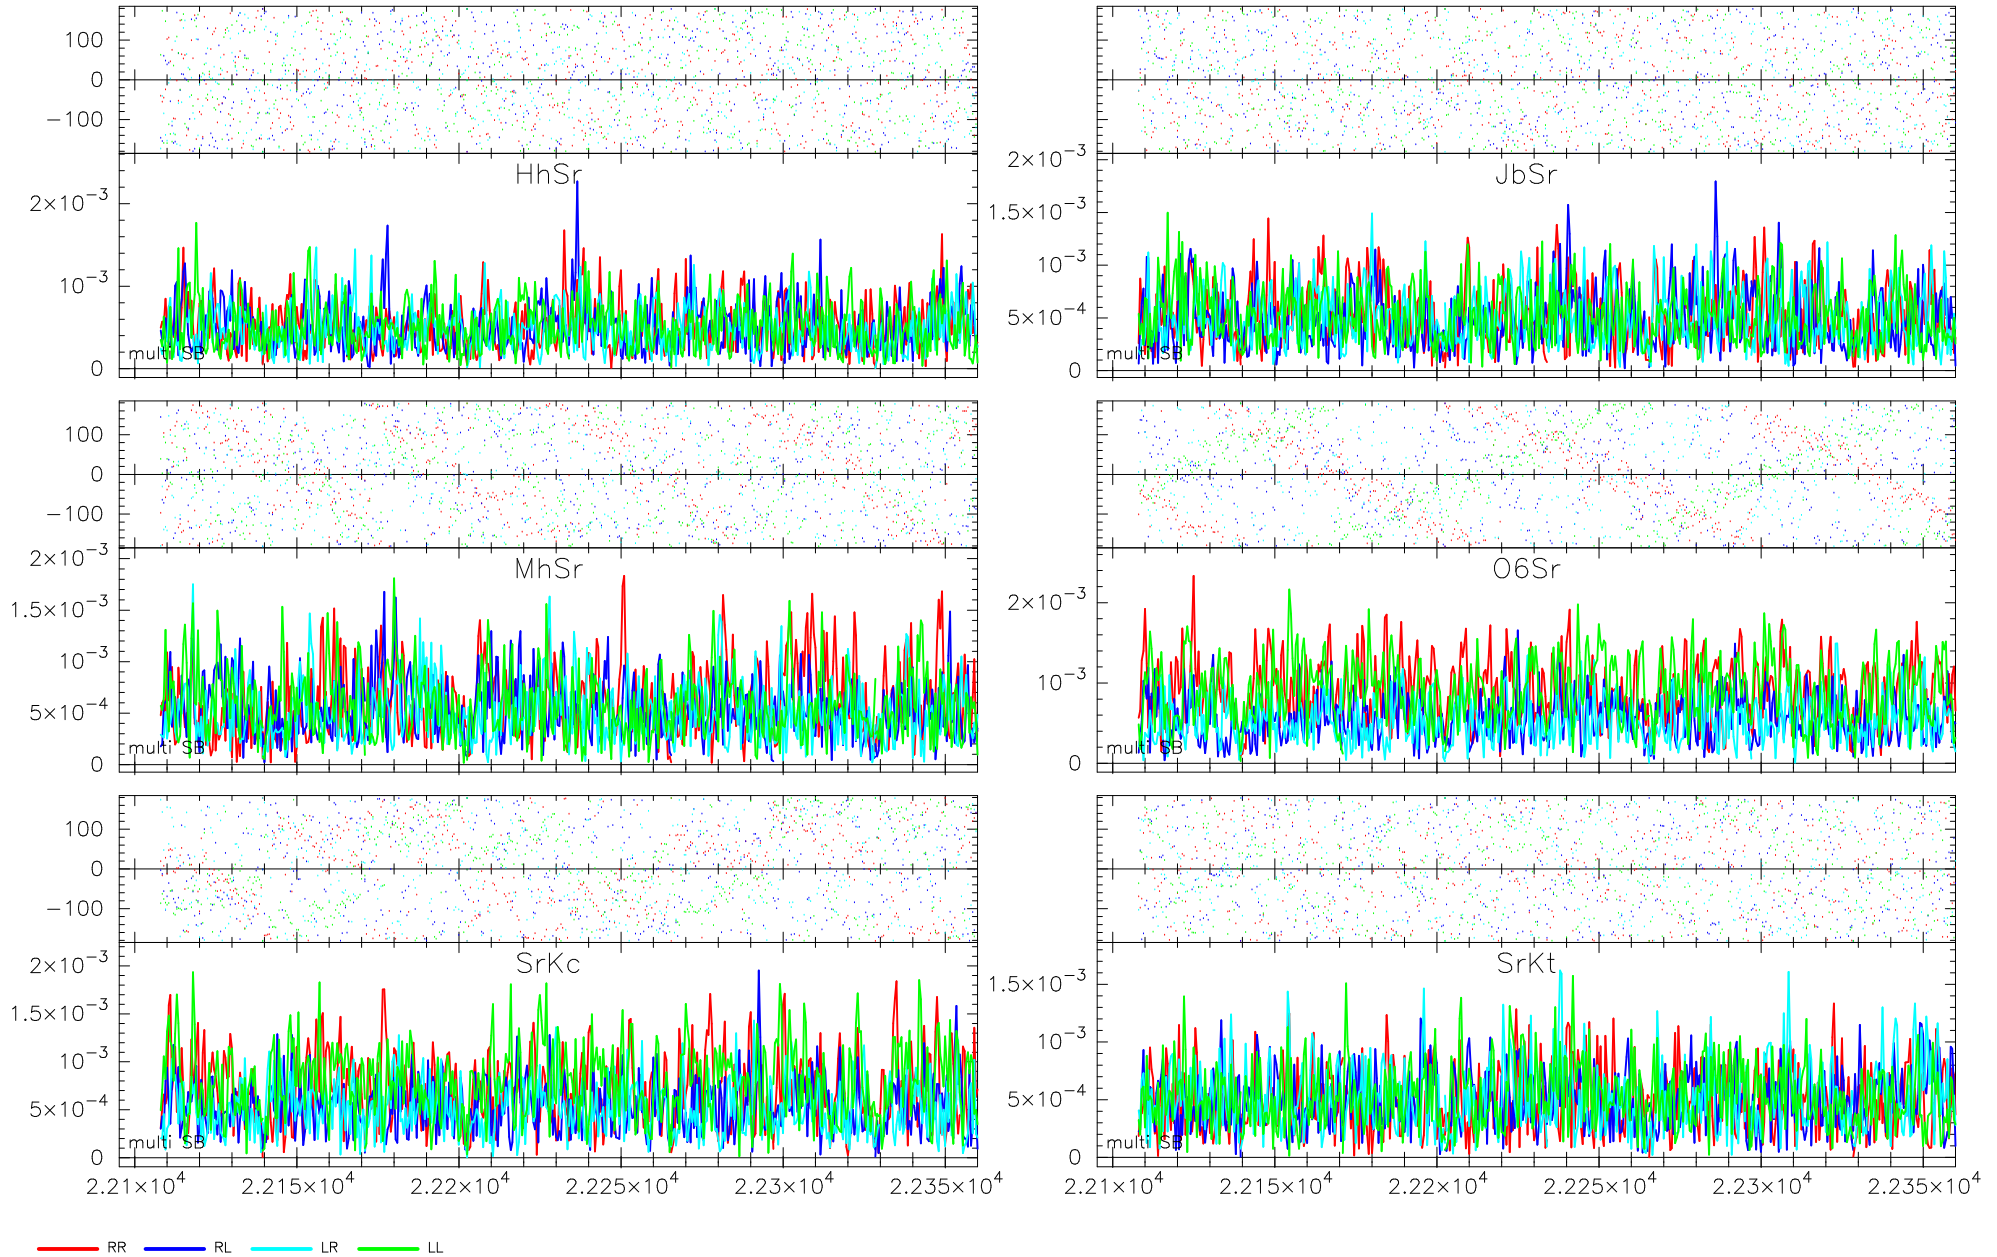 100
0
−100
HhSr
2×10⁻³
10⁻³
0
multi SB
JbSr
2×10⁻³
1.5×10⁻³
10⁻³
5×10⁻⁴
0
multi SB
100
0
−100
MhSr
2×10⁻³
1.5×10⁻³
10⁻³
5×10⁻⁴
0
multi SB
O6Sr
2×10⁻³
10⁻³
0
multi SB
100
0
−100
SrKc
2×10⁻³
1.5×10⁻³
10⁻³
5×10⁻⁴
0
multi SB
2.21×10⁴ 2.215×10⁴ 2.22×10⁴ 2.225×10⁴ 2.23×10⁴ 2.235×10⁴
SrKt
1.5×10⁻³
10⁻³
5×10⁻⁴
0
multi SB
2.21×10⁴ 2.215×10⁴ 2.22×10⁴ 2.225×10⁴ 2.23×10⁴ 2.235×10⁴
RR RL LR LL